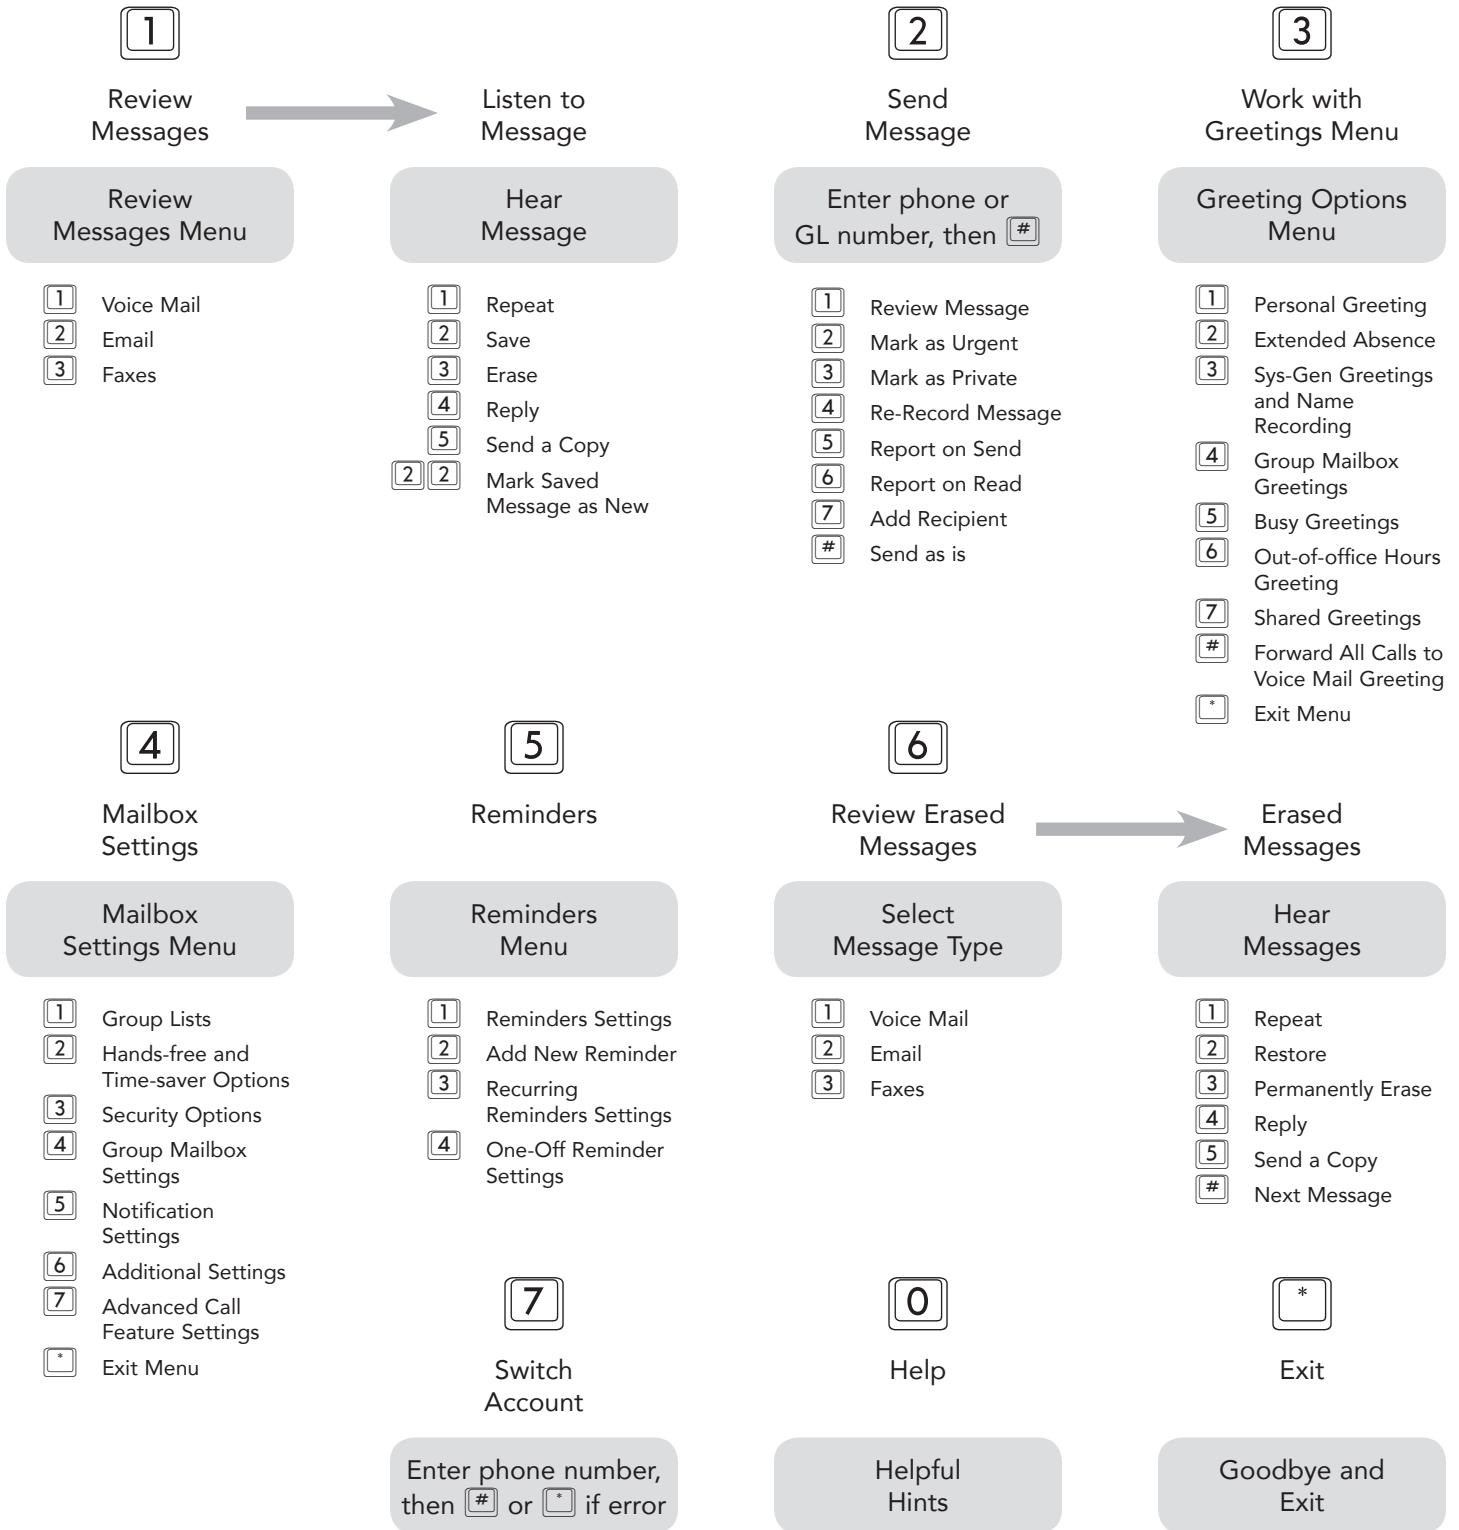 1
Review
Messages
Review
Messages Menu
1 Voice Mail
2 Email
3 Faxes
Listen to
Message
Hear
Message
1 Repeat
2 Save
3 Erase
4 Reply
5 Send a Copy
2 2 Mark Saved
Message as New
2
Send
Message
Enter phone or
GL number, then #
1 Review Message
2 Mark as Urgent
3 Mark as Private
4 Re-Record Message
5 Report on Send
6 Report on Read
7 Add Recipient
# Send as is
3
Work with
Greetings Menu
Greeting Options
Menu
1 Personal Greeting
2 Extended Absence
3 Sys-Gen Greetings
and Name
Recording
4 Group Mailbox
Greetings
5 Busy Greetings
6 Out-of-office Hours
Greeting
7 Shared Greetings
# Forward All Calls to
Voice Mail Greeting
* Exit Menu
4
Mailbox
Settings
Mailbox
Settings Menu
1 Group Lists
2 Hands-free and
Time-saver Options
3 Security Options
4 Group Mailbox
Settings
5 Notification
Settings
6 Additional Settings
7 Advanced Call
Feature Settings
* Exit Menu
5
Reminders
Reminders
Menu
1 Reminders Settings
2 Add New Reminder
3 Recurring
Reminders Settings
4 One-Off Reminder
Settings
6
Review Erased
Messages
Select
Message Type
1 Voice Mail
2 Email
3 Faxes
Erased
Messages
Hear
Messages
1 Repeat
2 Restore
3 Permanently Erase
4 Reply
5 Send a Copy
# Next Message
7
Switch
Account
Enter phone number,
then # or * if error
0
Help
Helpful
Hints
*
Exit
Goodbye and
Exit